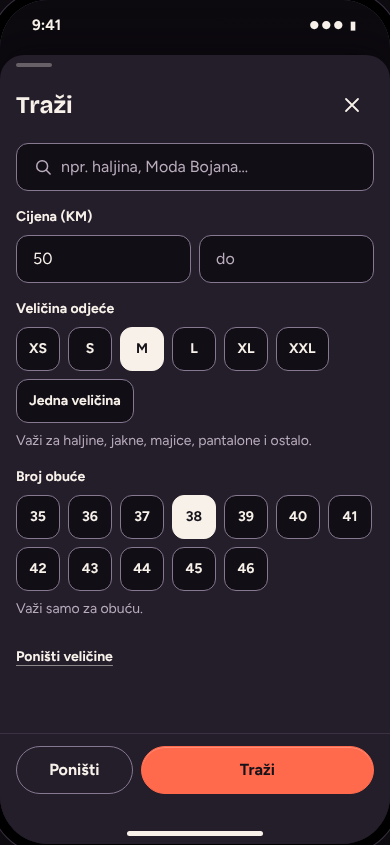 9:41
Traži
npr. haljina, Moda Bojana...
Cijena (KM)
50 do
Veličina odjeće
XS S M L XL XXL
Jedna veličina
Važi za haljine, jakne, majice, pantalone i ostalo.
Broj obuće
35 36 37 38 39 40 41
42 43 44 45 46
Važi samo za obuću.
Poništi veličine
Poništi Traži